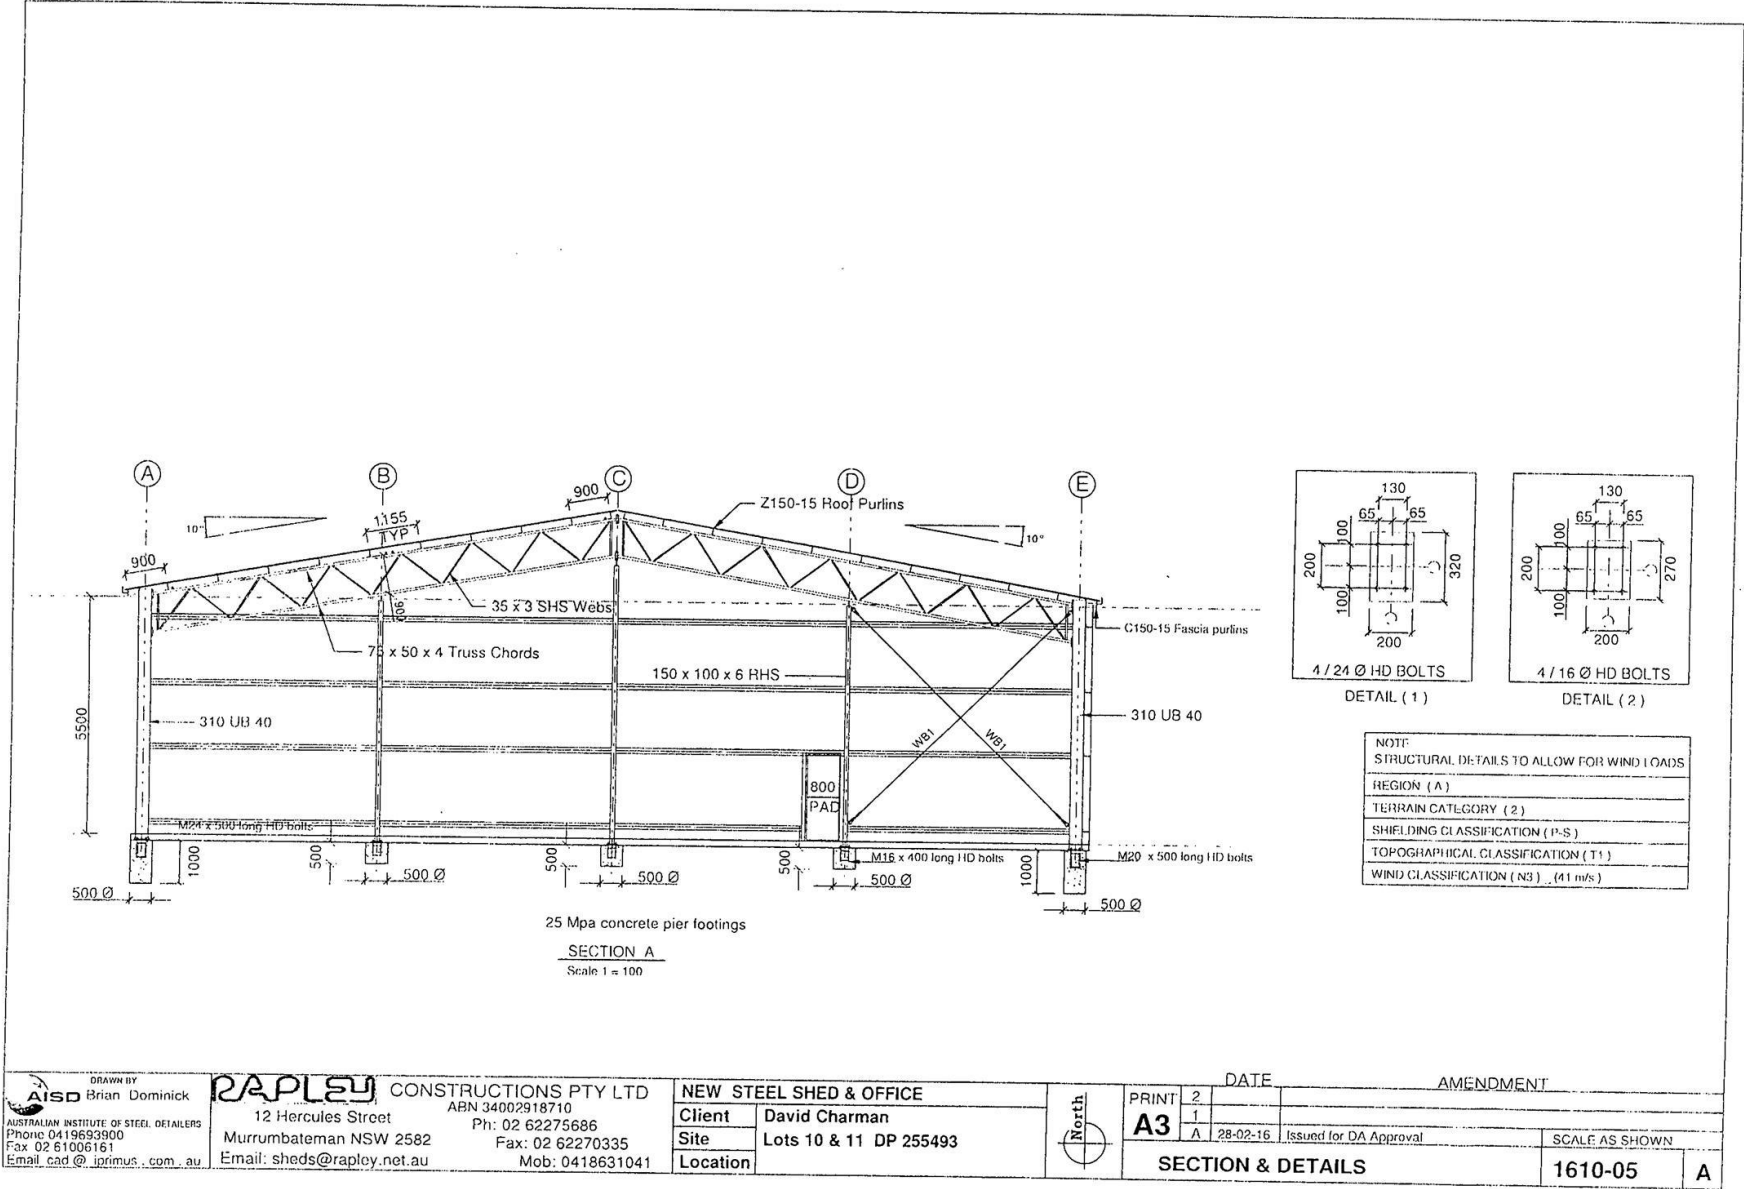 A
B
C
D
E
900
Z150-15 Roof Purlins
10°
1155
TYP
10°
900
902
35 x 3 SHS Webs
C150-15 Fascia purlins
75 x 50 x 4 Truss Chords
150 x 100 x 6 RHS
5500
310 UB 40
310 UB 40
WB1
WB1
800
PAD
M24 x 500 long HD bolts
M16 x 400 long HD bolts
M20 x 500 long HD bolts
1000
500
500
500
1000
500 Ø
500 Ø
500 Ø
500 Ø
500 Ø
25 Mpa concrete pier footings
SECTION A
Scale 1 = 100
130
65
65
100
200
100
320
200
4 / 24 Ø HD BOLTS
DETAIL ( 1 )
130
65
65
100
200
100
270
200
4 / 16 Ø HD BOLTS
DETAIL ( 2 )
NOTE
STRUCTURAL DETAILS TO ALLOW FOR WIND LOADS
REGION ( A )
TERRAIN CATEGORY ( 2 )
SHIELDING CLASSIFICATION ( P-S )
TOPOGRAPHICAL CLASSIFICATION ( T1 )
WIND CLASSIFICATION ( N3 ) .. (41 m/s )
DRAWN BY
AISD Brian Dominick
AUSTRALIAN INSTITUTE OF STEEL DETAILERS
Phone 0419693900
Fax 02 61006161
Email cad @ iprimus . com . au
RAPLEY CONSTRUCTIONS PTY LTD
ABN 34002918710
12 Hercules Street
Ph: 02 62275686
Murrumbateman NSW 2582
Fax: 02 62270335
Email: sheds@rapley.net.au
Mob: 0418631041
NEW STEEL SHED & OFFICE
Client David Charman
Site Lots 10 & 11 DP 255493
Location
North
PRINT
A3
DATE
AMENDMENT
2
1
A 28-02-16 Issued for DA Approval
SCALE AS SHOWN
SECTION & DETAILS
1610-05
A